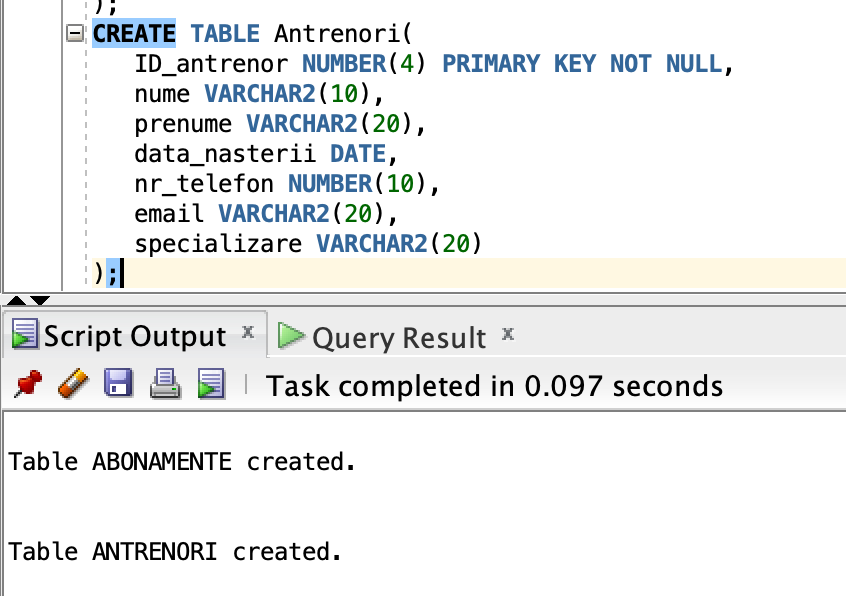 );
CREATE TABLE Antrenori(
ID_antrenor NUMBER(4) PRIMARY KEY NOT NULL,
nume VARCHAR2(10),
prenume VARCHAR2(20),
data_nasterii DATE,
nr_telefon NUMBER(10),
email VARCHAR2(20),
specializare VARCHAR2(20)
);
Script Output x
Query Result x
Task completed in 0.097 seconds
Table ABONAMENTE created.
Table ANTRENORI created.